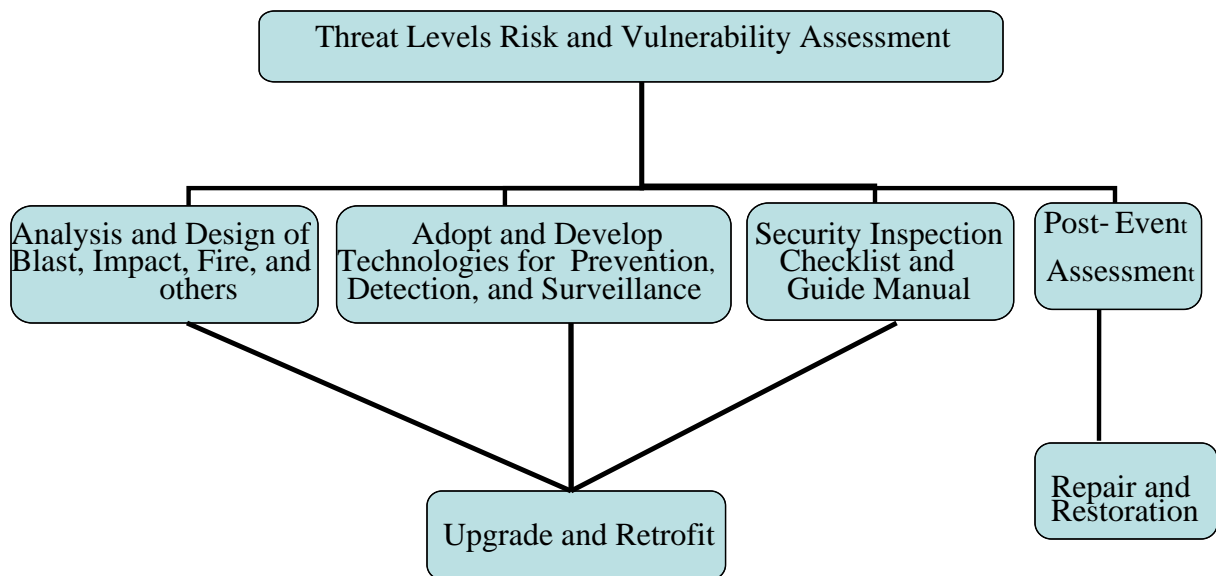 Threat Levels Risk and Vulnerability Assessment
Analysis and Design of
Blast, Impact, Fire, and
others
Adopt and Develop
Technologies for Prevention,
Detection, and Surveillance
Security Inspection
Checklist and
Guide Manual
Post-Event
Assessment
Upgrade and Retrofit
Repair and
Restoration